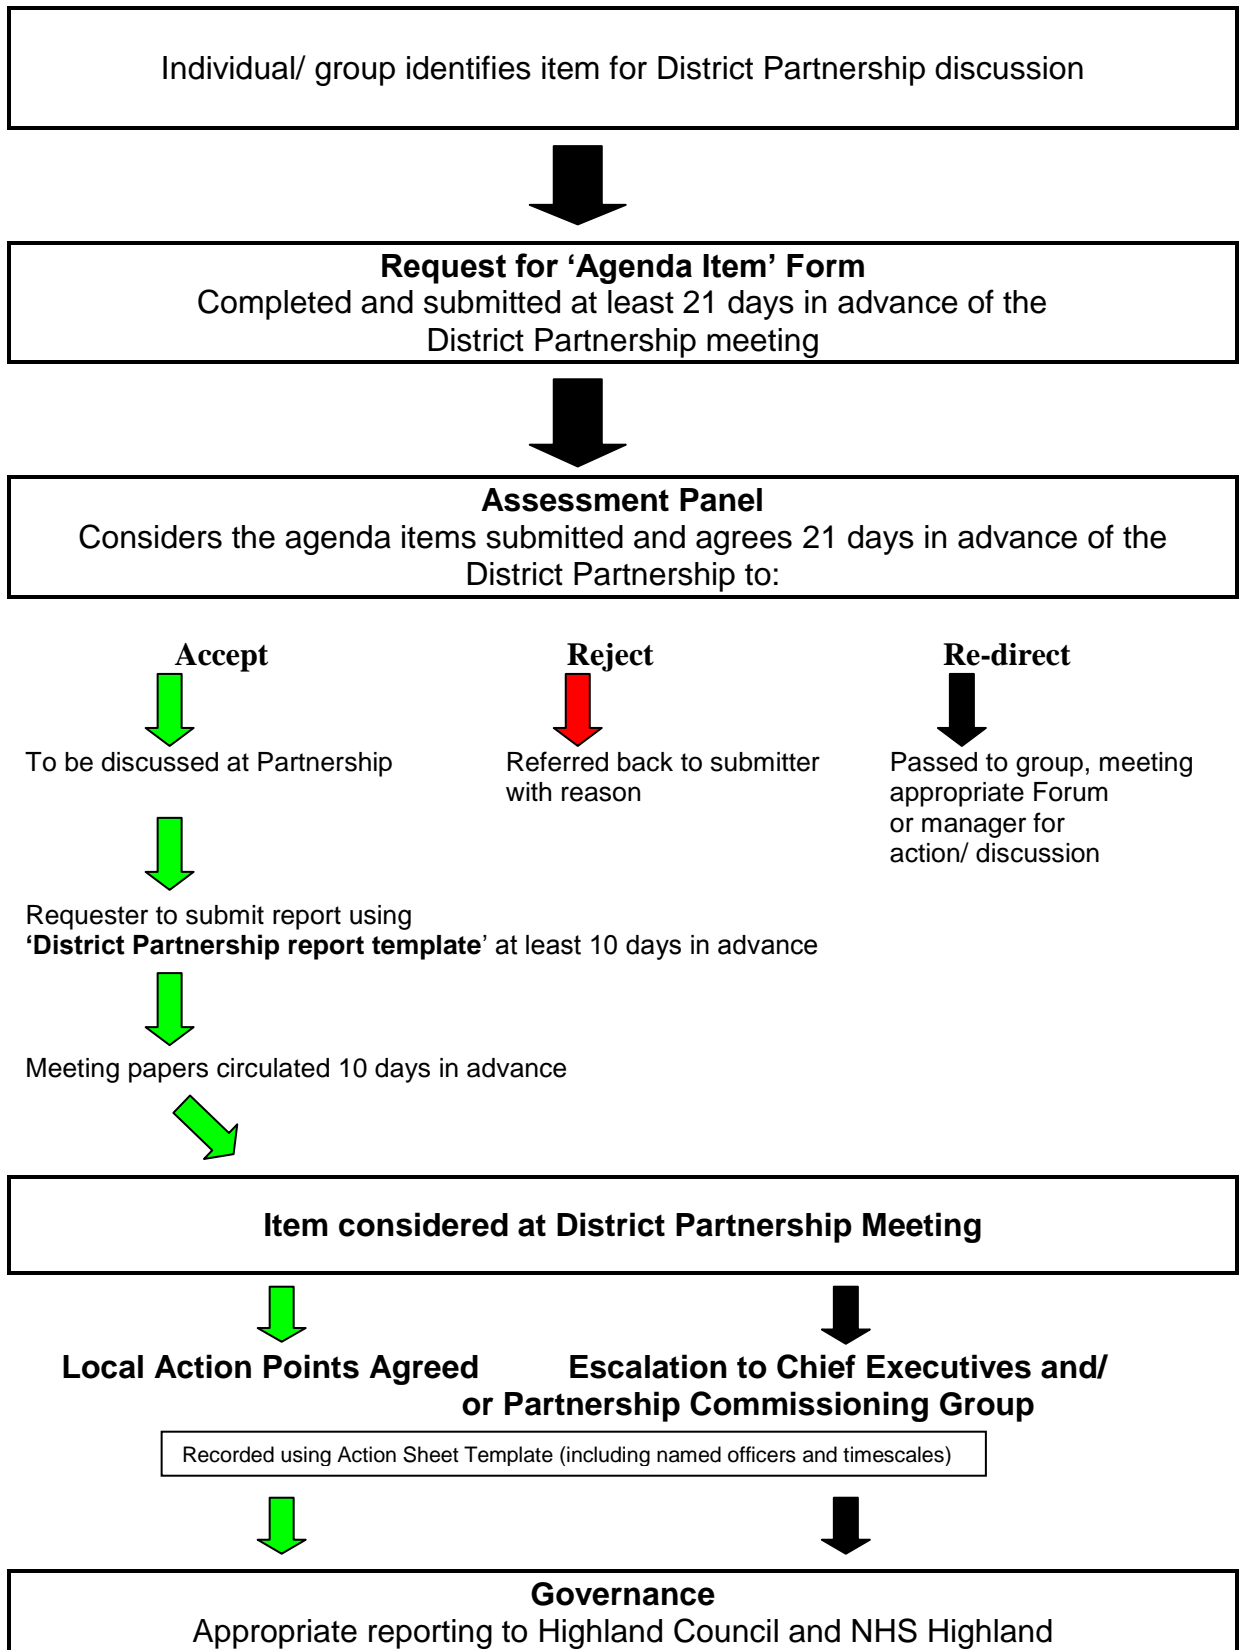 Individual/ group identifies item for District Partnership discussion
Request for ‘Agenda Item’ Form
Completed and submitted at least 21 days in advance of the
District Partnership meeting
Assessment Panel
Considers the agenda items submitted and agrees 21 days in advance of the
District Partnership to:
Accept
Reject
Re-direct
To be discussed at Partnership
Referred back to submitter
with reason
Passed to group, meeting
appropriate Forum
or manager for
action/ discussion
Requester to submit report using
‘District Partnership report template’ at least 10 days in advance
Meeting papers circulated 10 days in advance
Item considered at District Partnership Meeting
Local Action Points Agreed
Escalation to Chief Executives and/
or Partnership Commissioning Group
Recorded using Action Sheet Template (including named officers and timescales)
Governance
Appropriate reporting to Highland Council and NHS Highland